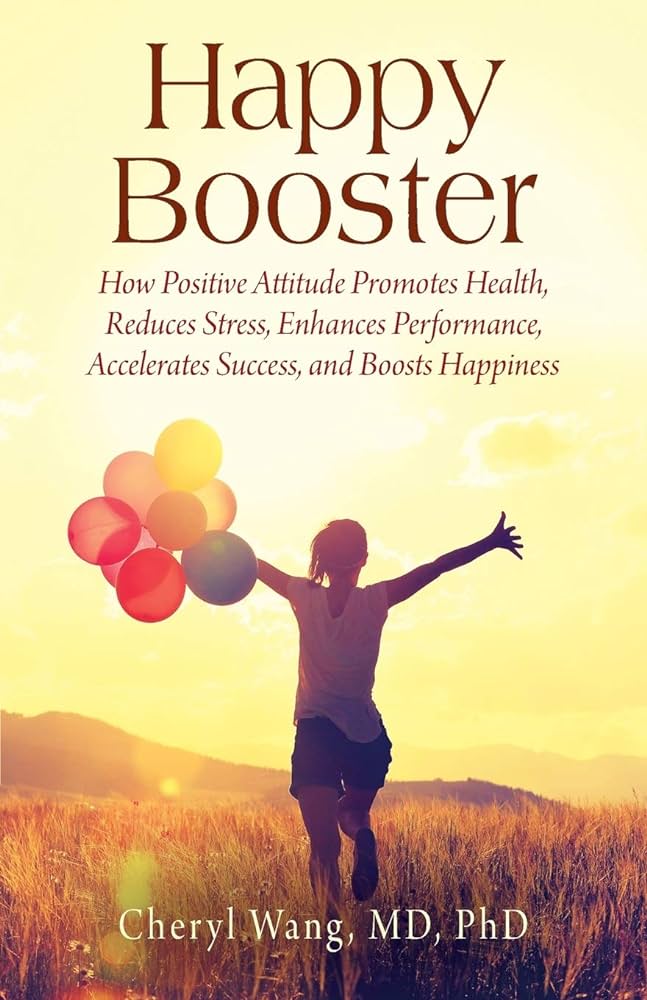 Happy
Booster
How Positive Attitude Promotes Health,
Reduces Stress, Enhances Performance,
Accelerates Success, and Boosts Happiness
Cheryl Wang, MD, PhD